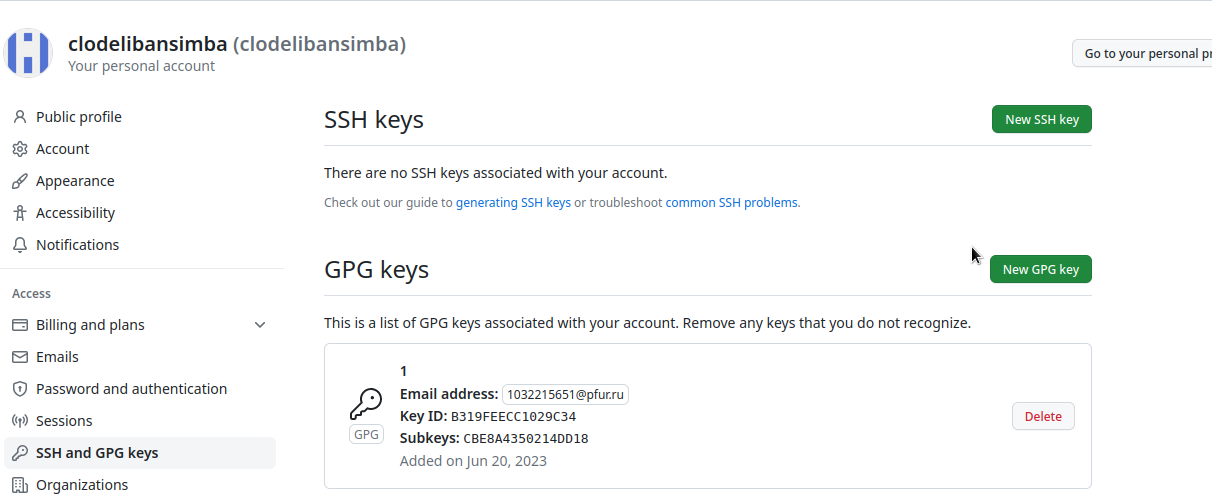 clodelibansimba (clodelibansimba)
Your personal account
Go to your personal pr
Public profile
Account
Appearance
Accessibility
Notifications
Access
Billing and plans
Emails
Password and authentication
Sessions
SSH and GPG keys
Organizations
SSH keys
New SSH key
There are no SSH keys associated with your account.
Check out our guide to generating SSH keys or troubleshoot common SSH problems.
GPG keys
New GPG key
This is a list of GPG keys associated with your account. Remove any keys that you do not recognize.
1
Email address: 1032215651@pfur.ru
Key ID: B319FEECC1029C34
GPG
Subkeys: CBE8A4350214DD18
Added on Jun 20, 2023
Delete